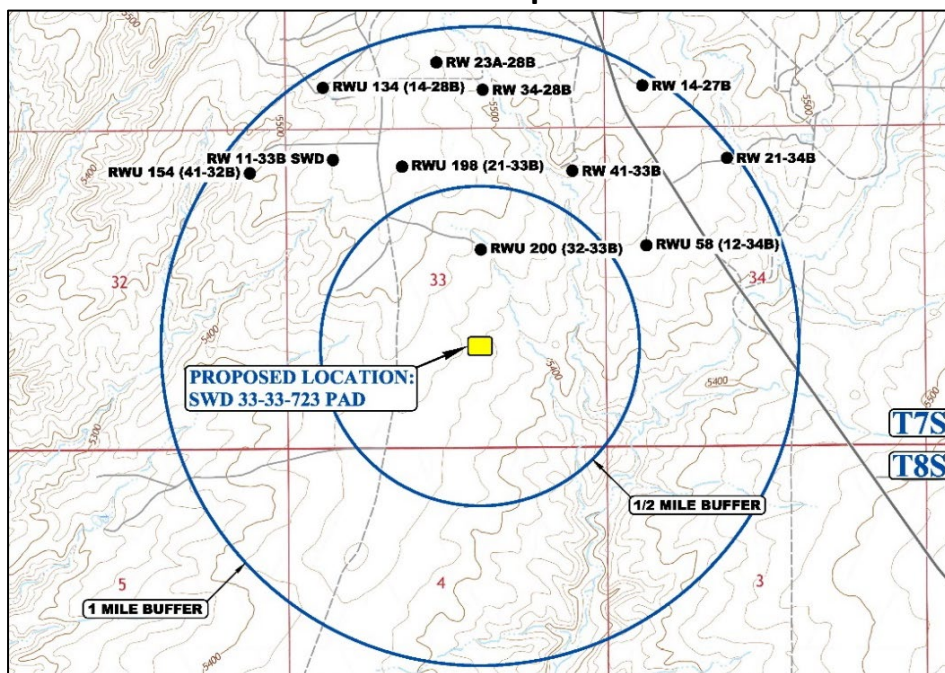 RW 23A-28B
RWU 134 (14-28B)
RW 34-28B
RW 14-27B
5500
5500
RW 11-33B SWD
RWU 154 (41-32B)
RWU 198 (21-33B)
RW 41-33B
RW 21-34B
5400
RWU 200 (32-33B)
RWU 58 (12-34B)
32
33
34
5400
PROPOSED LOCATION:
SWD 33-33-723 PAD
5400
5400
5500
5300
T7S
T8S
1/2 MILE BUFFER
5
4
3
1 MILE BUFFER
5400